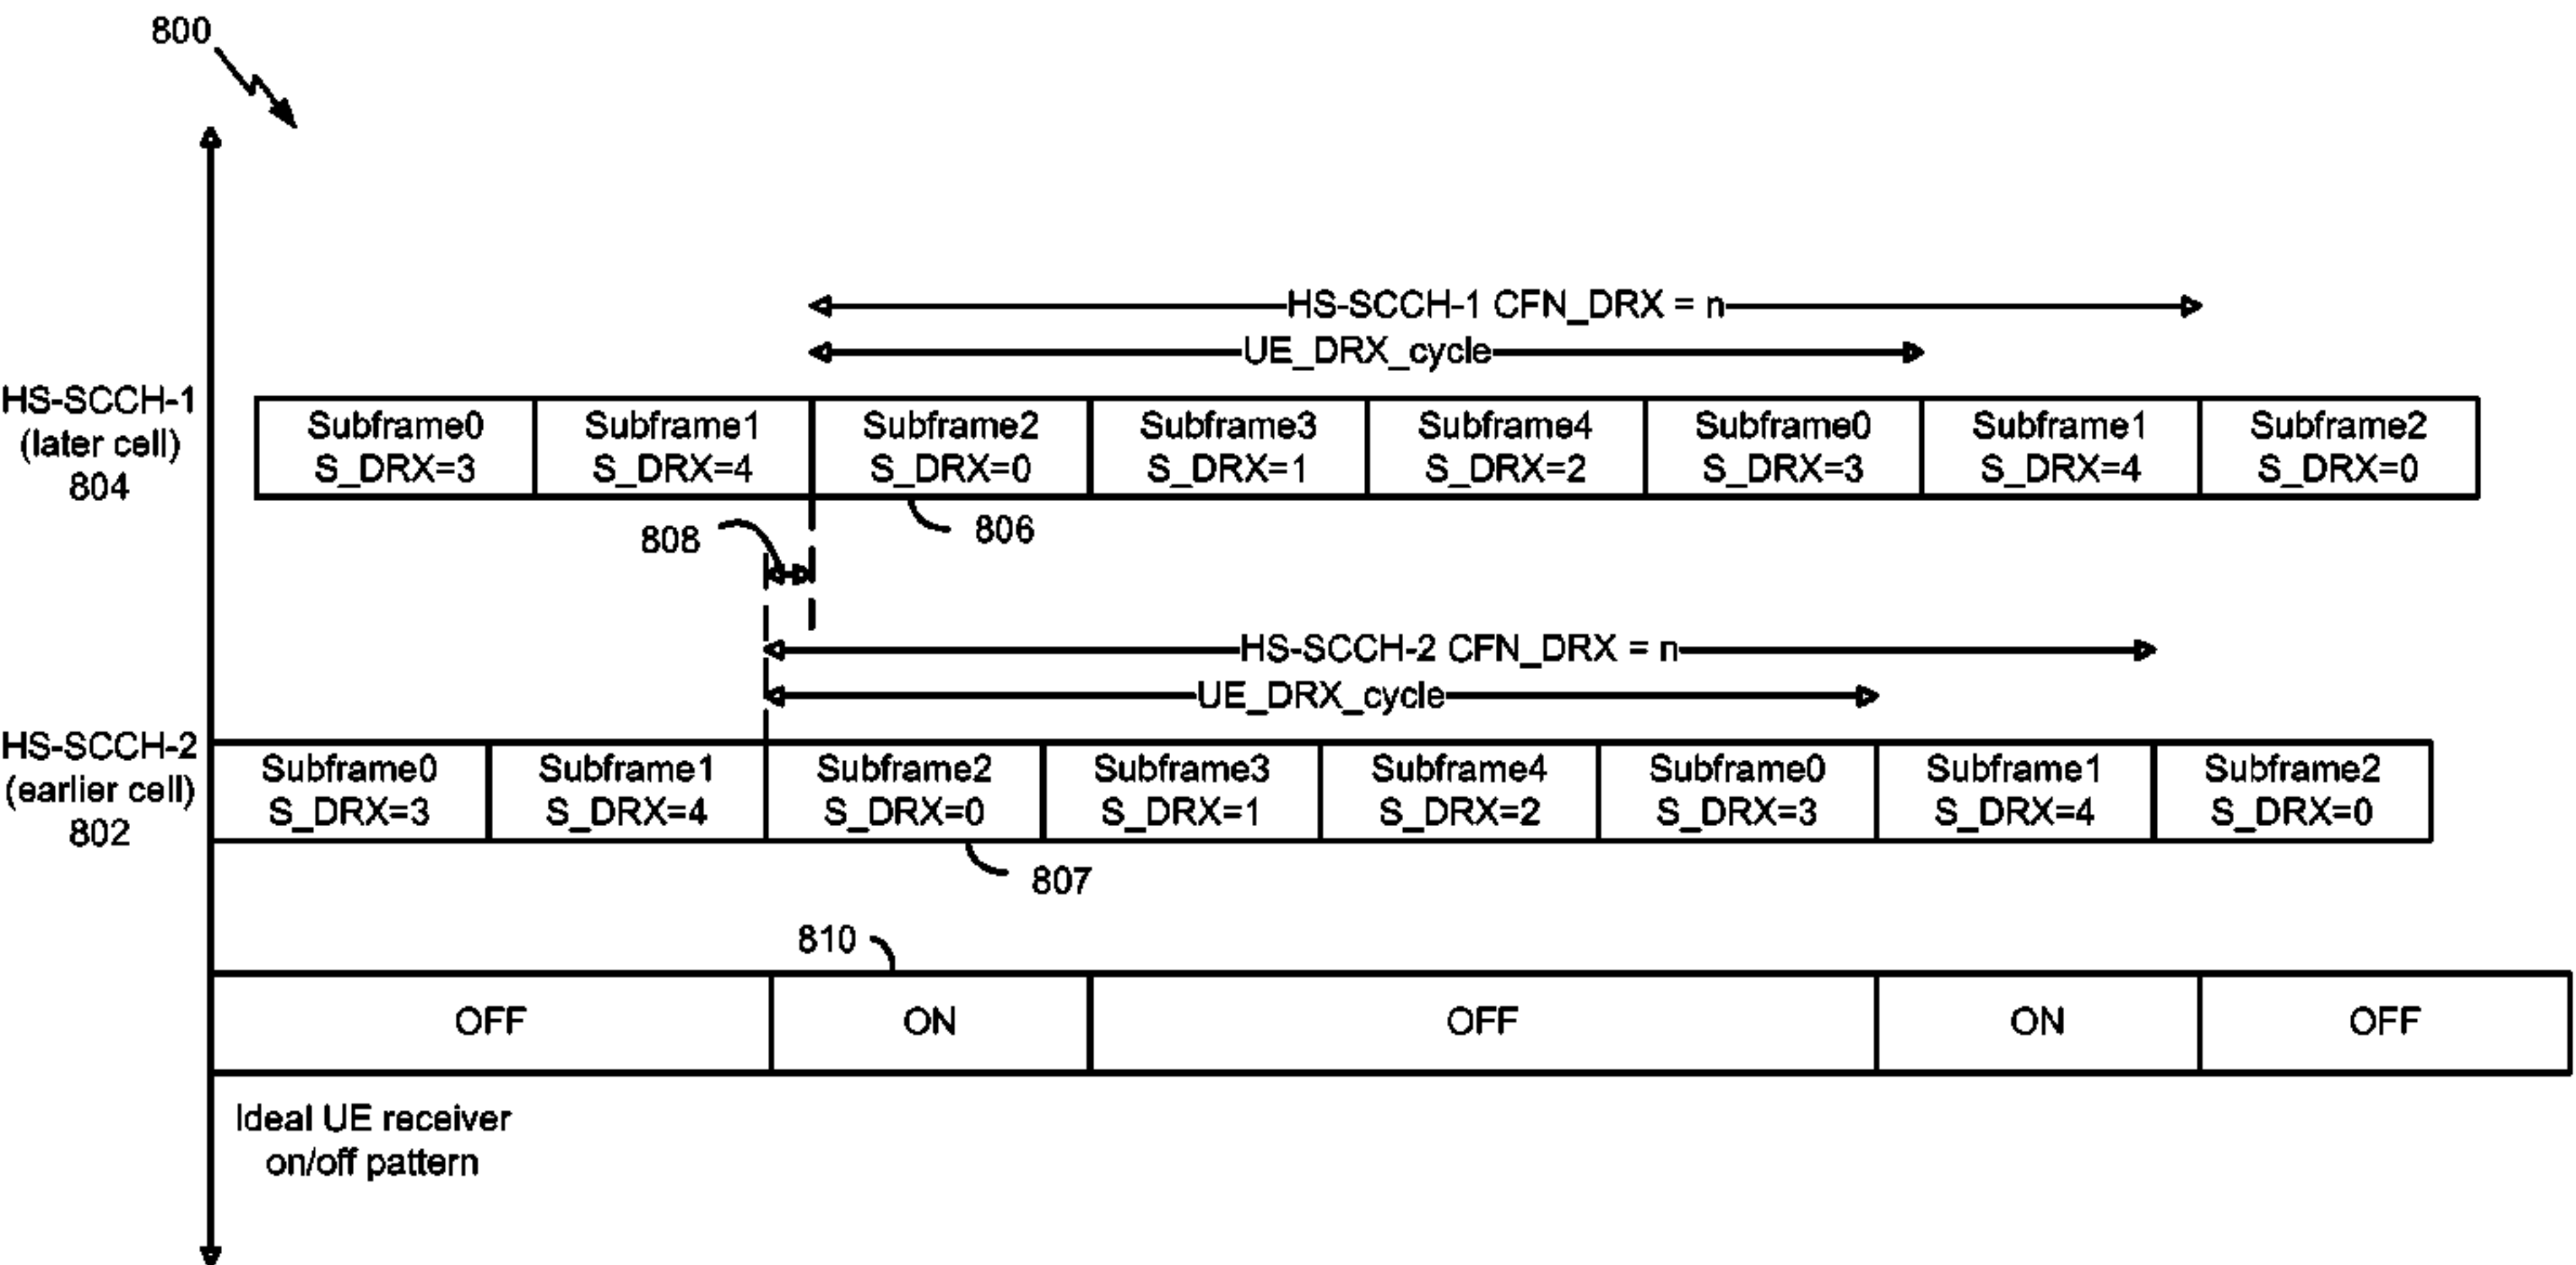 800
HS-SCCH-1 CFN_DRX = n
UE_DRX_cycle
HS-SCCH-1
(later cell)
804
Subframe0
S_DRX=3
Subframe1
S_DRX=4
Subframe2
S_DRX=0
Subframe3
S_DRX=1
Subframe4
S_DRX=2
Subframe0
S_DRX=3
Subframe1
S_DRX=4
Subframe2
S_DRX=0
808
806
HS-SCCH-2 CFN_DRX = n
UE_DRX_cycle
HS-SCCH-2
(earlier cell)
802
Subframe0
S_DRX=3
Subframe1
S_DRX=4
Subframe2
S_DRX=0
Subframe3
S_DRX=1
Subframe4
S_DRX=2
Subframe0
S_DRX=3
Subframe1
S_DRX=4
Subframe2
S_DRX=0
807
810
OFF
ON
OFF
ON
OFF
Ideal UE receiver
on/off pattern